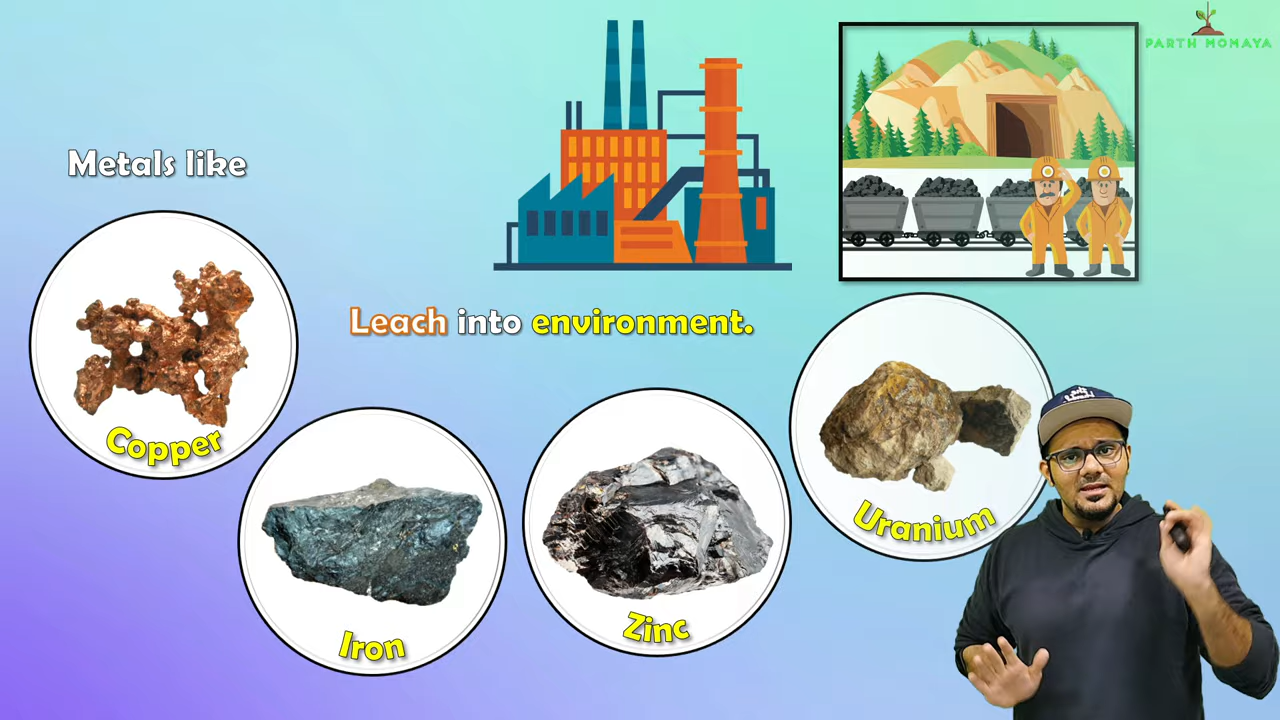 PARTH MOMAYA
Metals like
Leach into environment.
Copper
Uranium
Zinc
Iron